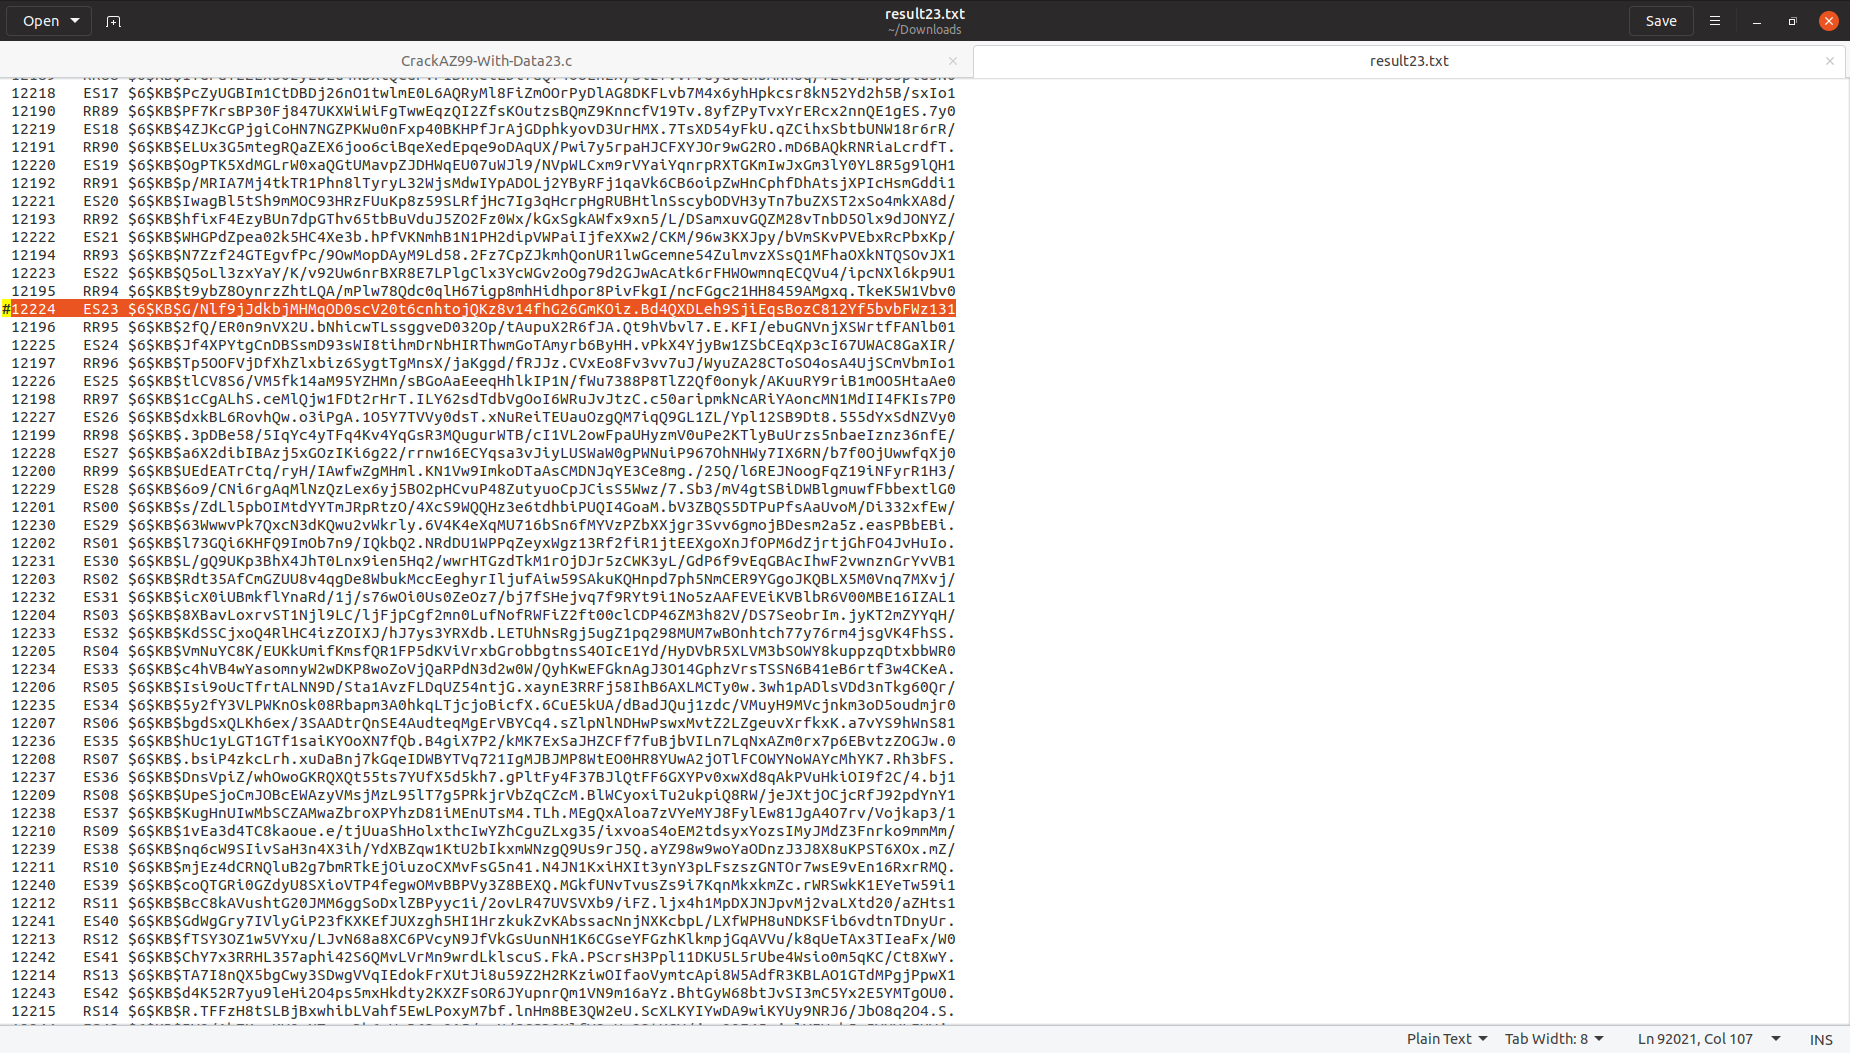 Open
result23.txt
~/Downloads
Save
CrackAZ99-With-Data23.c
result23.txt
12218 ES17 $6$KB$PcZyUGBIm1CtDBDj26nO1twlmE0L6AQRyMl8FiZmOOrPyDlAG8DKFLvb7M4x6yhHpkcsr8kN52Yd2h5B/sxIo1
12190 RR89 $6$KB$PF7KrsBP30Fj847UKXWiWiFgTwwEqzQI2ZfsKOutzsBQmZ9KnncfV19Tv.8yfZPyTvxYrERcx2nnQE1gES.7y0
12219 ES18 $6$KB$4ZJKcGPjgiCoHN7NGZPKWu0nFxp40BKHPfJrAjGDphkyovD3UrHMX.7TsXD54yFkU.qZCihxSbtbUNW18r6rR/
12191 RR90 $6$KB$ELUx3G5mtegRQaZEX6joo6ciBqeXedEpqe9oDAqUX/Pwi7y5rpaHJCFXYJOr9wG2RO.mD6BAQkRNRiaLcrdfT.
12220 ES19 $6$KB$OgPTK5XdMGLrW0xaQGtUMavpZJDHWqEU07uWJl9/NVpWLCxm9rVYaiYqnrpRXTGKmIwJxGm3lY0YL8R5g9lQH1
12192 RR91 $6$KB$p/MRIA7Mj4tkTR1Phn8lTyryL32WjsMdwIYpADOLj2YByRFj1qaVk6CB6oipZwHnCphfDhAtsjXPIcHsmGddi1
12221 ES20 $6$KB$IwagBl5tSh9mMOC93HRzFUuKp8z59SLRfjHc7Ig3qHcrpHgRUBHtlnSscybODVH3yTn7buZXST2xSo4mkXA8d/
12193 RR92 $6$KB$hfixF4EzyBUn7dpGThv65tbBuVduJ5ZO2Fz0Wx/kGxSgkAWfx9xn5/L/DSamxuvGQZM28vTnbD5Olx9dJONYZ/
12222 ES21 $6$KB$WHGPdZpea02k5HC4Xe3b.hPfVKNmhB1N1PH2dipVWPaiIjfeXXw2/CKM/96w3KXJpy/bVmSKvPVEbxRcPbxKp/
12194 RR93 $6$KB$N7Zzf24GTEgvfPc/9OwMopDAyM9Ld58.2Fz7CpZJkmhQonUR1lwGcemne54ZulmvzXSsQ1MFhaOXkNTQSOvJX1
12223 ES22 $6$KB$Q5oLl3zxYaY/K/v92Uw6nrBXR8E7LPlgClx3YcWGv2oOg79d2GJwAcAtk6rFHWOwmnqECQVu4/ipcNXl6kp9U1
12195 RR94 $6$KB$t9ybZ8OynrzZhtLQA/mPlw78Qdc0qlH67igp8mhHidhpor8PivFkgI/ncFGgc21HH8459AMgxq.TkeK5W1Vbv0
#12224 ES23 $6$KB$G/Nlf9jJdkbjMHMqOD0scV20t6cnhtojQKz8v14fhG26GmKOiz.Bd4QXDLeh9SjiEqsBozC812Yf5bvbFWz131
12196 RR95 $6$KB$2fQ/ER0n9nVX2U.bNhicwTLssggveD032Op/tAupuX2R6fJA.Qt9hVbvl7.E.KFI/ebuGNVnjXSWrtfFANlb01
12225 ES24 $6$KB$Jf4XPYtgCnDBSsmD93sWI8tihmDrNbHIRThwmGoTAmyrb6ByHH.vPkX4YjyBw1ZSbCEqXp3cI67UWAC8GaXIR/
12197 RR96 $6$KB$Tp5OOFVjDfXhZlxbiz6SygtTgMnsX/jaKggd/fRJJz.CVxEo8Fv3vv7uJ/WyuZA28CToSO4osA4UjSCmVbmIo1
12226 ES25 $6$KB$tlCV8S6/VM5fk14aM95YZHMn/sBGoAaEeeqHhlkIP1N/fWu7388P8TlZ2Qf0onyk/AKuuRY9riB1mOO5HtaAe0
12198 RR97 $6$KB$1cCgALhS.ceMlQjw1FDt2rHrT.ILY62sdTdbVgOoI6WRuJvJtzC.c50aripmkNcARiYAoncMN1MdII4FKIs7P0
12227 ES26 $6$KB$dxkBL6RovhQw.o3iPgA.1O5Y7TVVy0dsT.xNuReiTEUauOzgQM7iqQ9GL1ZL/Ypl12SB9Dt8.555dYxSdNZVy0
12199 RR98 $6$KB$.3pDBe58/5IqYc4yTFq4Kv4YqGsR3MQugurWTB/cI1VL2owFpaUHyzmV0uPe2KTlyBuUrzs5nbaeIznz36nfE/
12228 ES27 $6$KB$a6X2dibIBAzj5xGOzIKi6g22/rrnw16ECYqsa3vJiyLUSWaW0gPWNuiP967OhNHWy7IX6RN/b7f0OjUwwfqXj0
12200 RR99 $6$KB$UEdEATrCtq/ryH/IAwfwZgMHml.KN1Vw9ImkoDTaAsCMDNJqYE3Ce8mg./25Q/l6REJNoogFqZ19iNFyrR1H3/
12229 ES28 $6$KB$6o9/CNi6rgAqMlNzQzLex6yj5BO2pHCvuP48ZutyuoCpJCisS5Wwz/7.Sb3/mV4gtSBiDWBlgmuwfFbbextlG0
12201 RS00 $6$KB$s/ZdLl5pbOIMtdYYTmJRpRtzO/4XcS9WQQHz3e6tdhbiPUQI4GoaM.bV3ZBQS5DTPuPfsAaUvoM/Di332xfEw/
12230 ES29 $6$KB$63WwwvPk7QxcN3dKQwu2vWkrly.6V4K4eXqMU716bSn6fMYVzPZbXXjgr3Svv6gmojBDesm2a5z.easPBbEBi.
12202 RS01 $6$KB$l73GQi6KHFQ9ImOb7n9/IQkbQ2.NRdDU1WPPqZeyxWgz13Rf2fiR1jtEEXgoXnJfOPM6dZjrtjGhFO4JvHuIo.
12231 ES30 $6$KB$L/gQ9UKp3BhX4JhT0Lnx9ien5Hq2/wwrHTGzdTkM1rOjDJr5zCWK3yL/GdP6f9vEqGBAcIhwF2vwnznGrYvVB1
12203 RS02 $6$KB$Rdt35AfCmGZUU8v4qgDe8WbukMccEeghyrIljufAiw59SAkuKQHnpd7ph5NmCER9YGgoJKQBLX5M0Vnq7MXvj/
12232 ES31 $6$KB$icX0iUBmkflYnaRd/1j/s76wOi0Us0ZeOz7/bj7fSHejvq7f9RYt9i1No5zAAFEVEiKVBlbR6V00MBE16IZAL1
12204 RS03 $6$KB$8XBavLoxrvST1Njl9LC/ljFjpCgf2mn0LufNofRWFiZ2ft00clCDP46ZM3h82V/DS7SeobrIm.jyKT2mZYYqH/
12233 ES32 $6$KB$KdSSCjxoQ4RlHC4izZOIXJ/hJ7ys3YRXdb.LETUhNsRgj5ugZ1pq298MUM7wBOnhtch77y76rm4jsgVK4FhSS.
12205 RS04 $6$KB$VmNuYC8K/EUKkUmifKmsfQR1FP5dKViVrxbGrobbgtnsS4OIcE1Yd/HyDVbR5XLVM3bSOWY8kuppzqDtxbbWR0
12234 ES33 $6$KB$c4hVB4wYasomnyW2wDKP8woZoVjQaRPdN3d2w0W/QyhKwEFGknAgJ3O14GphzVrsTSSN6B41eB6rtf3w4CKeA.
12206 RS05 $6$KB$Isi9oUcTfrtALNN9D/Sta1AvzFLDqUZ54ntjG.xaynE3RRFj58IhB6AXLMCTy0w.3wh1pADlsVDd3nTkg60Qr/
12235 ES34 $6$KB$5y2fY3VLPWKnOsk08Rbapm3A0hkqLTjcjoBicfX.6CuE5kUA/dBadJQuj1zdc/VMuyH9MVcjnkm3oD5oudmjr0
12207 RS06 $6$KB$bgdSxQLKh6ex/3SAADtrQnSE4AudteqMgErVBYCq4.sZlpNlNDHwPswxMvtZ2LZgeuvXrfkxK.a7vYS9hWnS81
12236 ES35 $6$KB$hUc1yLGT1GTf1saiKYOoXN7fQb.B4giX7P2/kMK7ExSaJHZCFf7fuBjbVILn7LqNxAZm0rx7p6EBvtzZOGJw.0
12208 RS07 $6$KB$.bsiP4zkcLrh.xuDaBnj7kGqeIDWBYTVq721IgMJBJMP8WtEO0HR8YUwA2jOTlFCOWYNoWAYcMhYK7.Rh3bFS.
12237 ES36 $6$KB$DnsVpiZ/whOwoGKRQXQt55ts7YUfX5d5kh7.gPltFy4F37BJlQtFF6GXYPv0xwXd8qAkPVuHkiOI9f2C/4.bj1
12209 RS08 $6$KB$UpeSjoCmJOBcEWAzyVMsjMzL95lT7g5PRkjrVbZqCZcM.BlWCyoxiTu2ukpiQ8RW/jeJXtjOCjcRfJ92pdYnY1
12238 ES37 $6$KB$KugHnUIwMbSCZAMwaZbroXPYhzD81iMEnUTsM4.TLh.MEgQxAloa7zVYeMYJ8FylEw81JgA4O7rv/Vojkap3/1
12210 RS09 $6$KB$1vEa3d4TC8kaoue.e/tjUuaShHolxthcIwYZhCguZLxg35/ixvoaS4oEM2tdsyxYozsIMyJMdZ3Fnrko9mmMm/
12239 ES38 $6$KB$nq6cW9SIivSaH3n4X3ih/YdXBZqw1KtU2bIkxmWNzgQ9Us9rJ5Q.aYZ98w9woYaODnzJ3J8X8uKPST6XOx.mZ/
12211 RS10 $6$KB$mjEz4dCRNQluB2g7bmRTkEjOiuzoCXMvFsG5n41.N4JN1KxiHXIt3ynY3pLFszszGNTOr7wsE9vEn16RxrRMQ.
12240 ES39 $6$KB$coQTGRi0GZdyU8SXioVTP4fegwOMvBBPVy3Z8BEXQ.MGkfUNvTvusZs9i7KqnMkxkmZc.rWRSwkK1EYeTw59i1
12212 RS11 $6$KB$BcC8kAVushtG20JMM6ggSoDxlZBPyyc1i/2ovLR47UVSVXb9/iFZ.ljx4h1MpDXJNJpvMj2vaLXtd20/aZHts1
12241 ES40 $6$KB$GdWgGry7IVlyGiP23fKXKEfJUXzgh5HI1HrzkukZvKAbssacNnjNXKcbpL/LXfWPH8uNDKSFib6vdtnTDnyUr.
12213 RS12 $6$KB$fTSY3OZ1w5VYxu/LJvN68a8XC6PVcyN9JfVkGsUunNH1K6CGseYFGzhKlkmpjGqAVVu/k8qUeTAx3TIeaFx/W0
12242 ES41 $6$KB$ChY7x3RRHL357aphi42S6QMvLVrMn9wrdLklscuS.FkA.PScrsH3Ppl11DKU5L5rUbe4Wsio0m5qKC/Ct8XwY.
12214 RS13 $6$KB$TA7I8nQX5bgCwy3SDwgVVqIEdokFrXUtJi8u59Z2H2RKziwOIfaoVymtcApi8W5AdfR3KBLAO1GTdMPgjPpwX1
12243 ES42 $6$KB$d4K52R7yu9leHi2O4ps5mxHkdty2KXZFsOR6JYupnrQm1VN9m16aYz.BhtGyW68btJvSI3mC5Yx2E5YMTgOU0.
12215 RS14 $6$KB$R.TFFzH8tSLBjBxwhibLVahf5EwLPoxyM7bf.lnHm8BE3QW2eU.ScXLKYIYwDA9wiKYUy9NRJ6/JbO8q2O4.S.
Plain Text
Tab Width: 8
Ln 92021, Col 107
INS